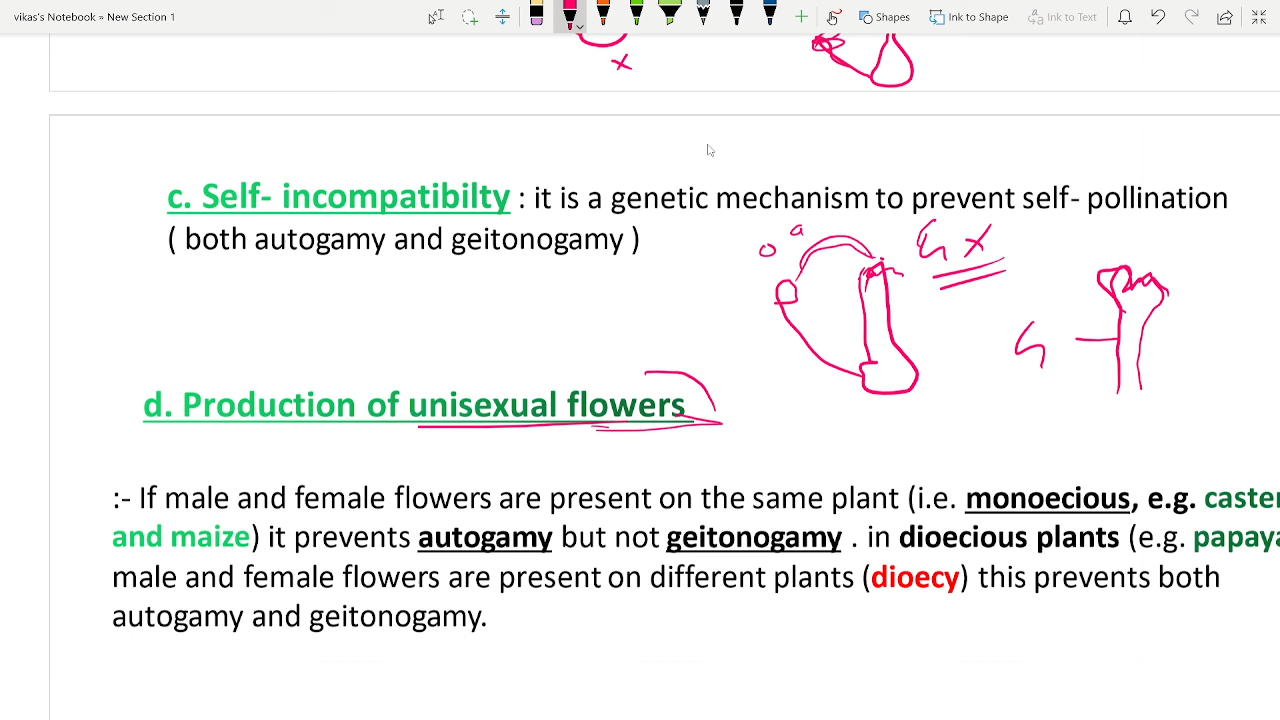 vikas's Notebook » New Section 1
Shapes
Ink to Shape
Ink to Text
x
c. Self- incompatibilty : it is a genetic mechanism to prevent self- pollination
( both autogamy and geitonogamy )
d. Production of unisexual flowers
:- If male and female flowers are present on the same plant (i.e. monoecious, e.g. caster
and maize) it prevents autogamy but not geitonogamy . in dioecious plants (e.g. papaya
male and female flowers are present on different plants (dioecy) this prevents both
autogamy and geitonogamy.